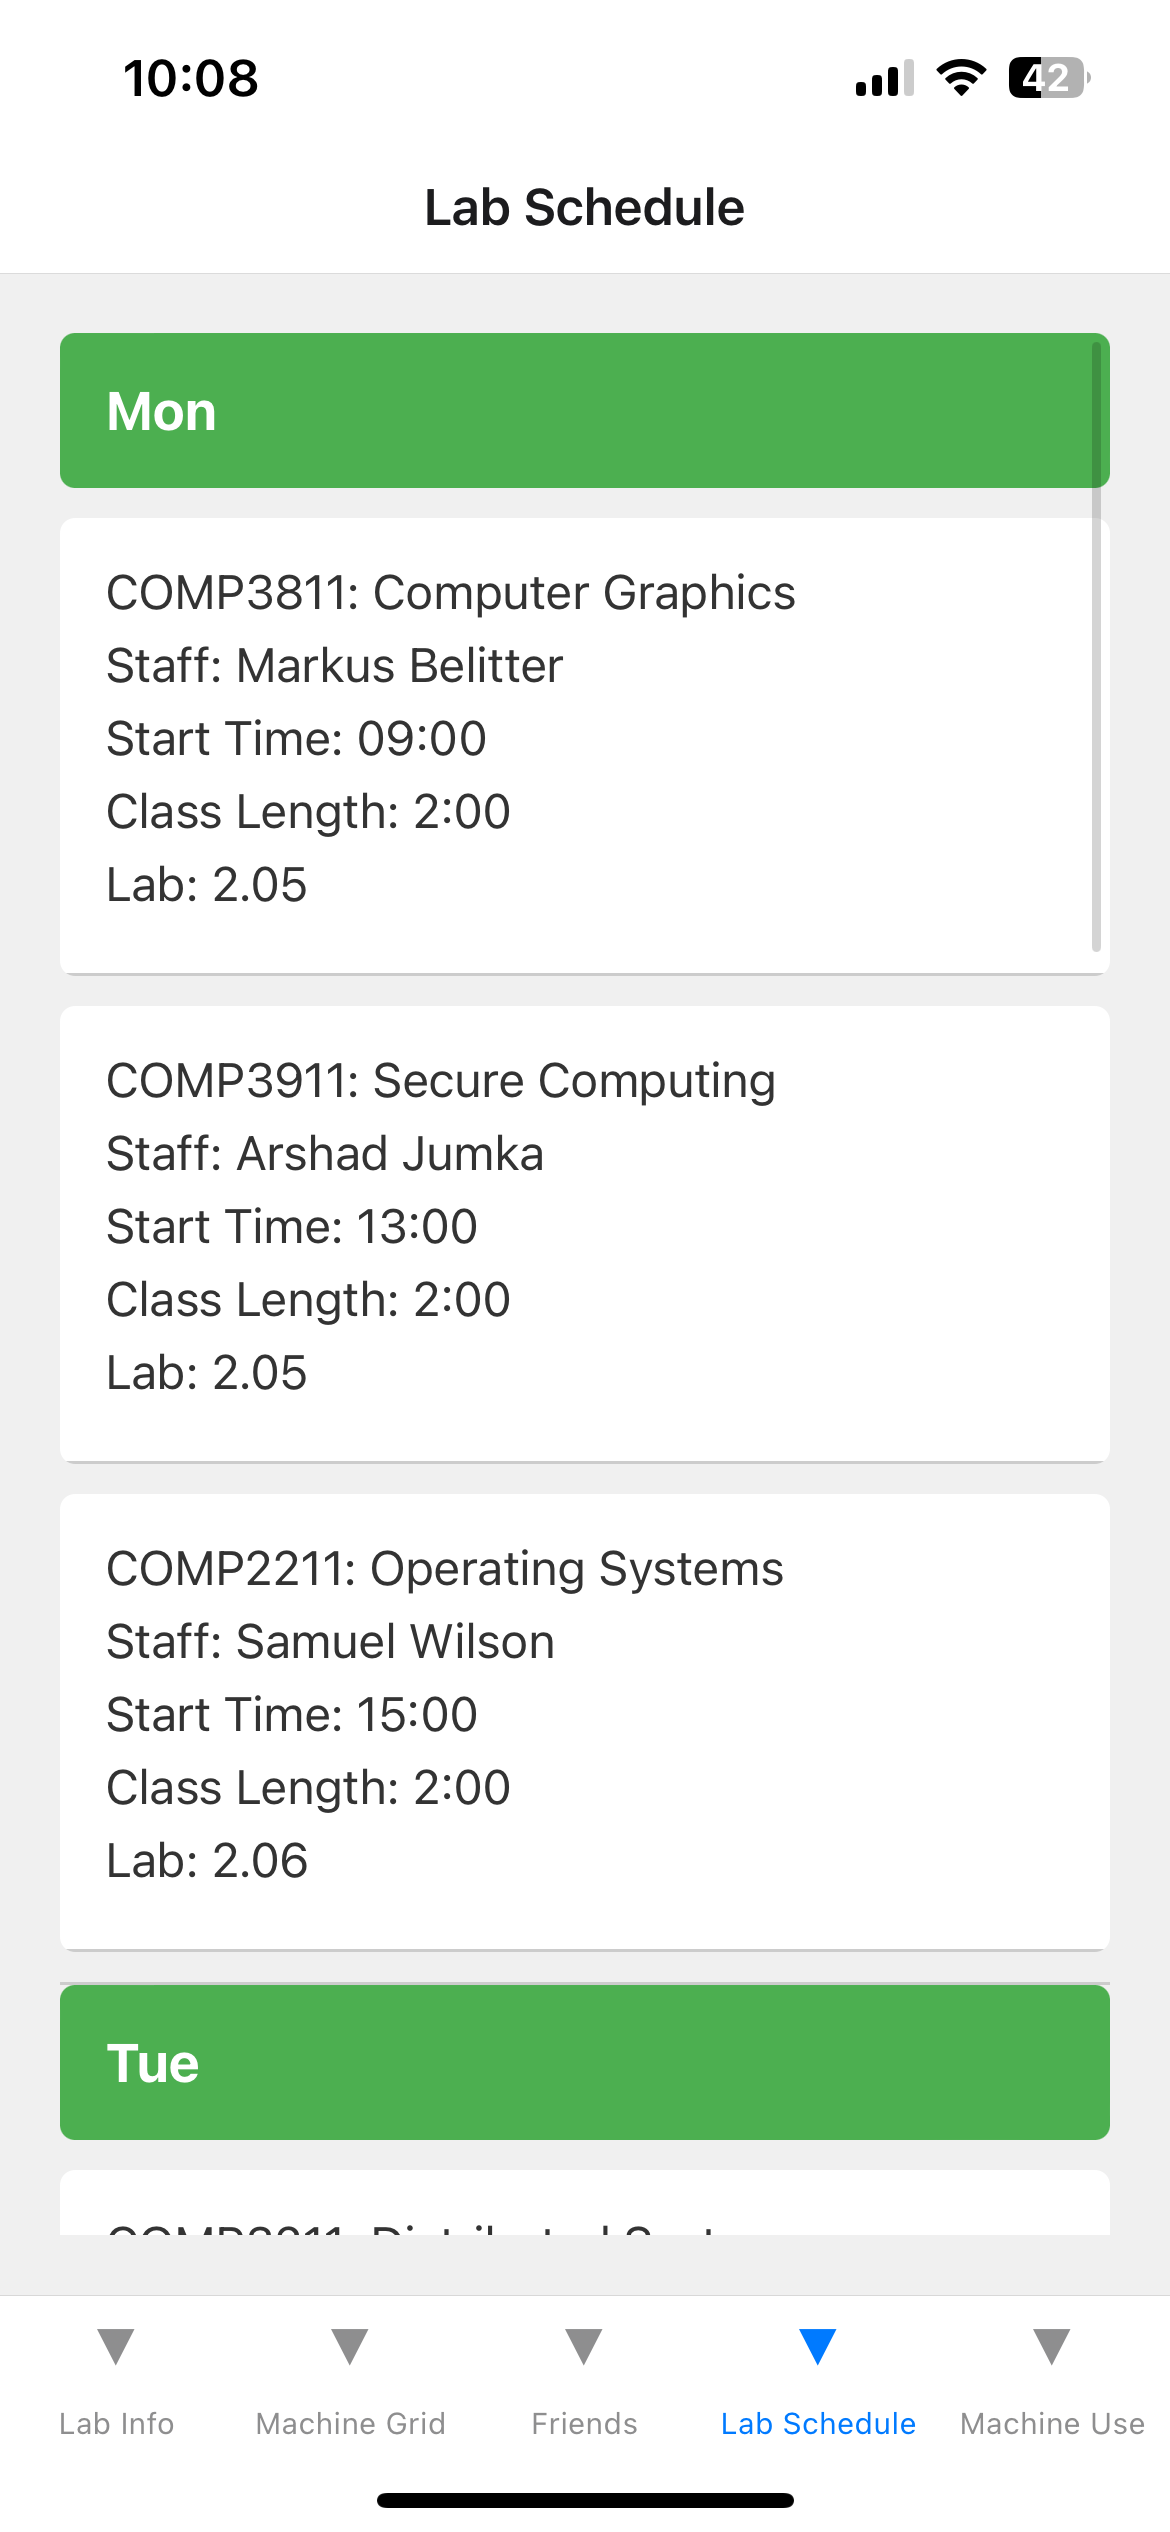 10:08
42
Lab Schedule
Mon
COMP3811: Computer Graphics
Staff: Markus Belitter
Start Time: 09:00
Class Length: 2:00
Lab: 2.05
COMP3911: Secure Computing
Staff: Arshad Jumka
Start Time: 13:00
Class Length: 2:00
Lab: 2.05
COMP2211: Operating Systems
Staff: Samuel Wilson
Start Time: 15:00
Class Length: 2:00
Lab: 2.06
Tue
Lab Info
Machine Grid
Friends
Lab Schedule
Machine Use